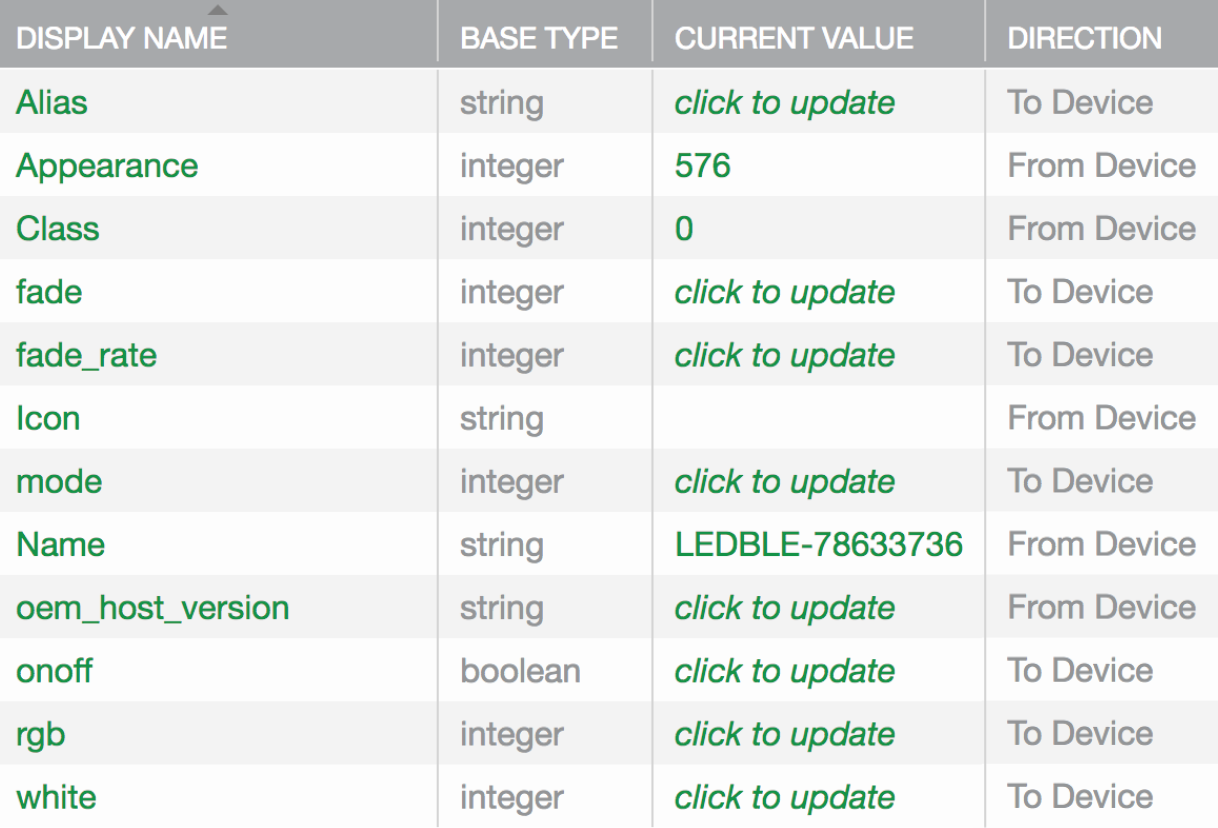 DISPLAY NAME BASE TYPE CURRENT VALUE DIRECTION
Alias string click to update To Device
Appearance integer 576 From Device
Class integer 0 From Device
fade integer click to update To Device
fade_rate integer click to update To Device
Icon string From Device
mode integer click to update To Device
Name string LEDBLE-78633736 From Device
oem_host_version string click to update From Device
onoff boolean click to update To Device
rgb integer click to update To Device
white integer click to update To Device